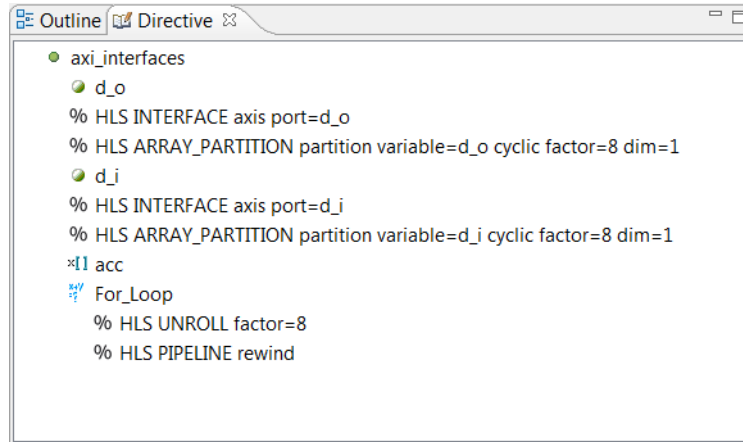 Outline Directive
axi_interfaces
d_o
% HLS INTERFACE axis port=d_o
% HLS ARRAY_PARTITION partition variable=d_o cyclic factor=8 dim=1
d_i
% HLS INTERFACE axis port=d_i
% HLS ARRAY_PARTITION partition variable=d_i cyclic factor=8 dim=1
×[] acc
For_Loop
% HLS UNROLL factor=8
% HLS PIPELINE rewind